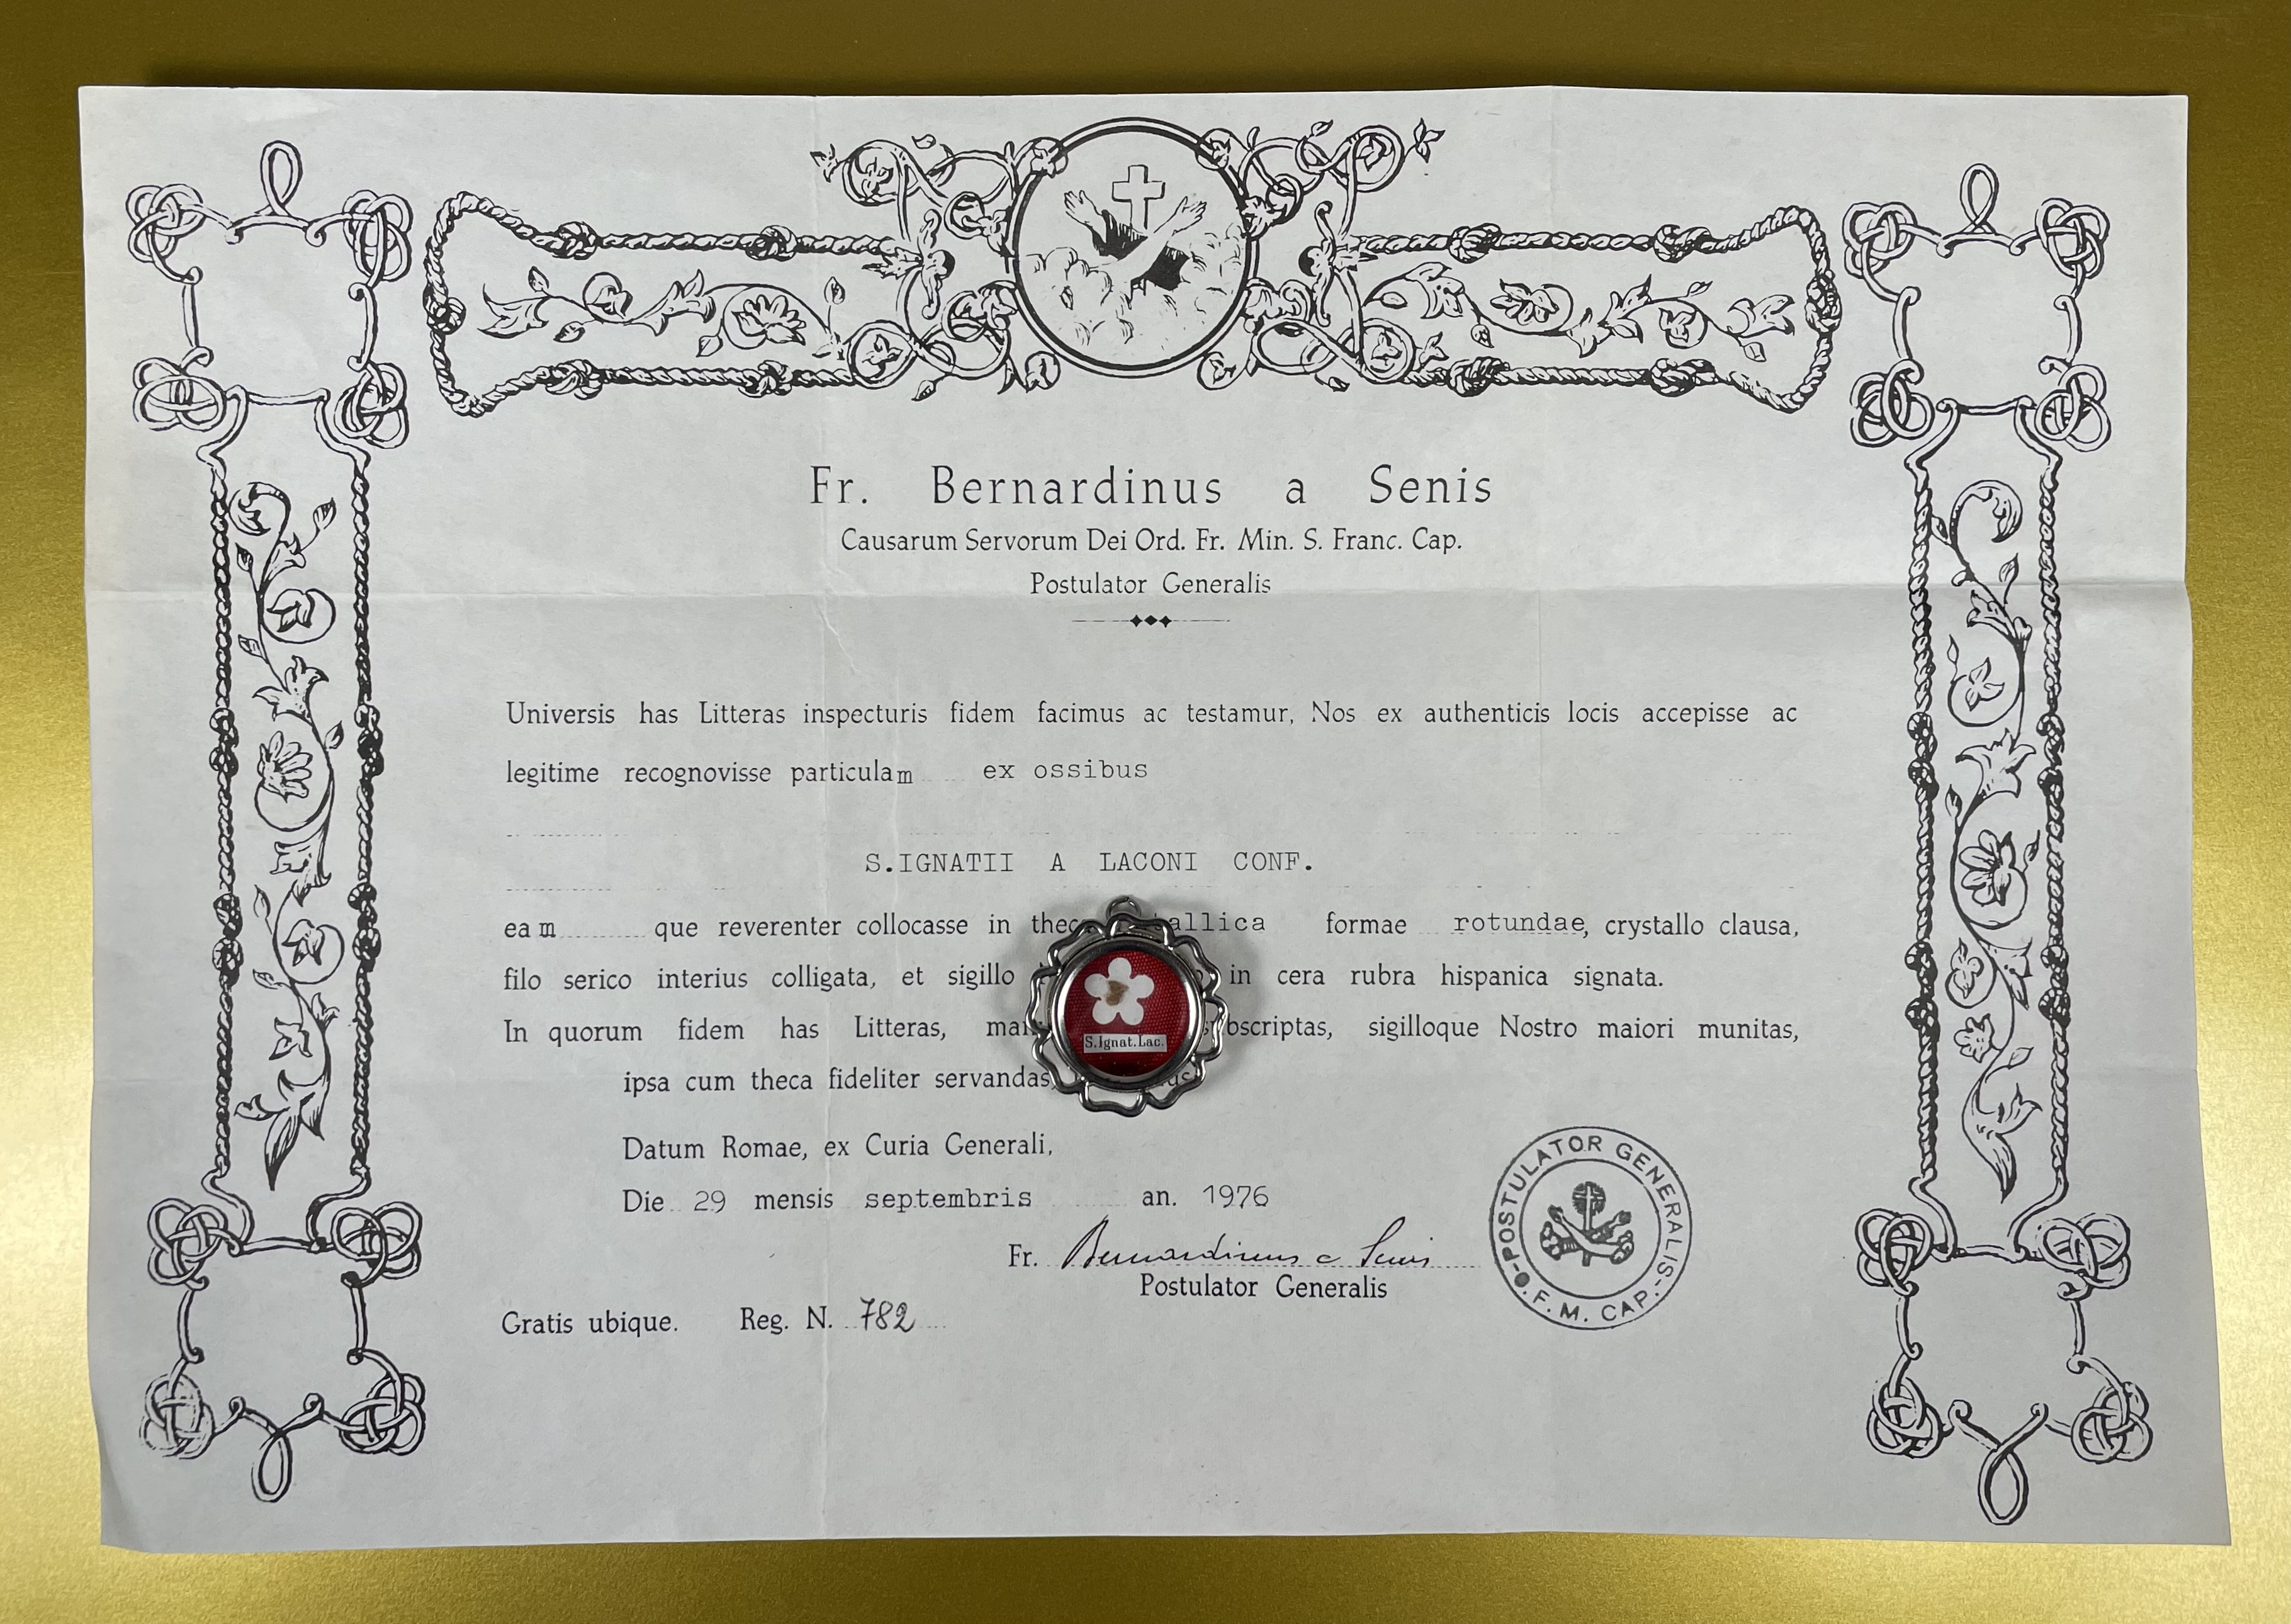 Fr. Bernardinus a Senis
Causarum Servorum Dei Ord. Fr. Min. S. Franc. Cap.
Postulator Generalis
Universis has Litteras inspecturis fidem facimus ac testamur, Nos ex authenticis locis accepisse ac
legitime recognovisse particulam ex ossibus
S.IGNATII A LACONI CONF.
eam que reverenter collocasse in formae rotundae, crystallo clausa,
filo serico interius colligata, et sigillo in cera rubra hispanica signata.
In quorum fidem has Litteras, sigilloque Nostro maiori munitas,
ipsa cum theca fideliter servandas,
S.Ignat.Lac.
Datum Romae, ex Curia Generali,
Die 29 mensis septembris an. 1976
Fr. Bernardinus a Senis
Postulator Generalis
Gratis ubique. Reg. N. 782
POSTULATOR GENERALIS - O.F.M. CAP. -